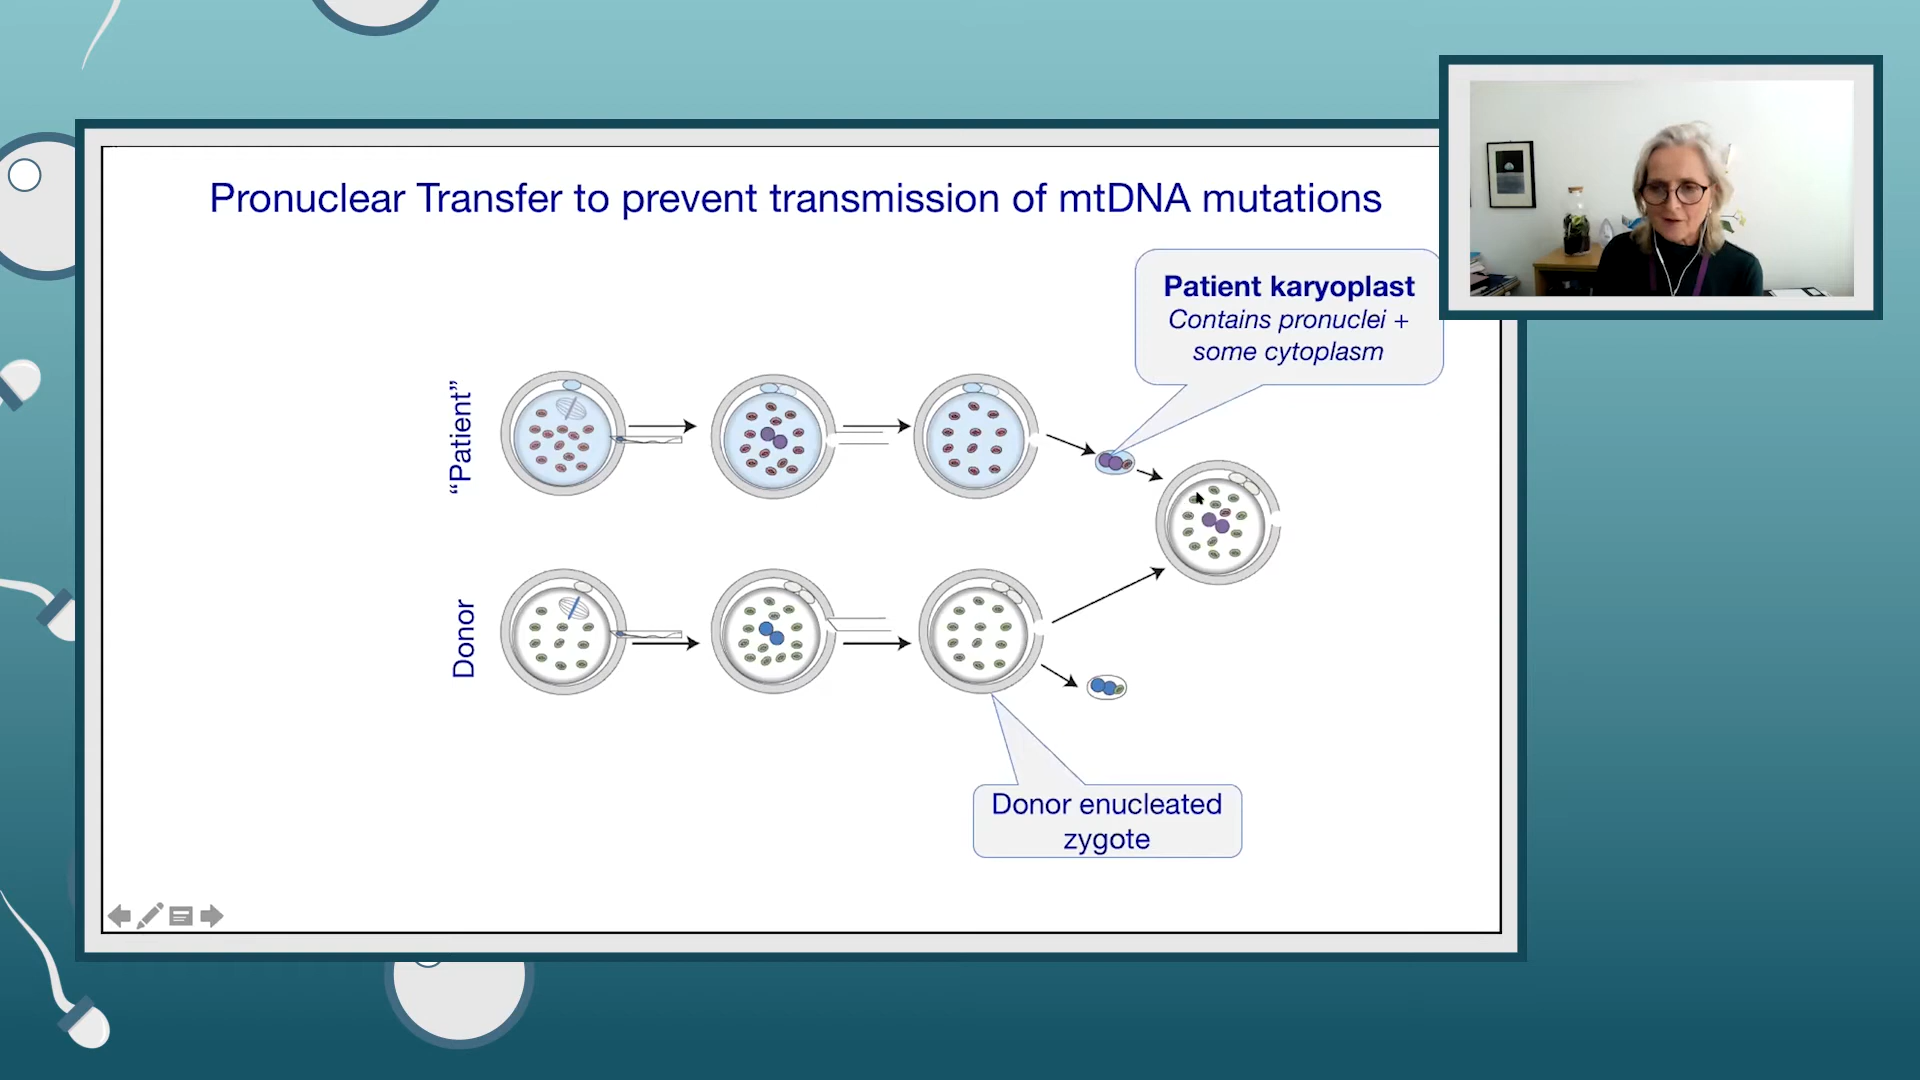 Pronuclear Transfer to prevent transmission of mtDNA mutations
Patient karyoplast
Contains pronuclei +
some cytoplasm
“Patient”
Donor
Donor enucleated
zygote